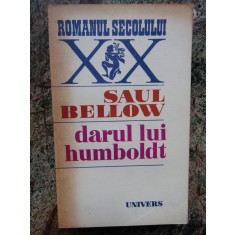 ROMANUL SECOLULUI
XX
SAUL
BELLOW
darul lui
humboldt
UNIVERS